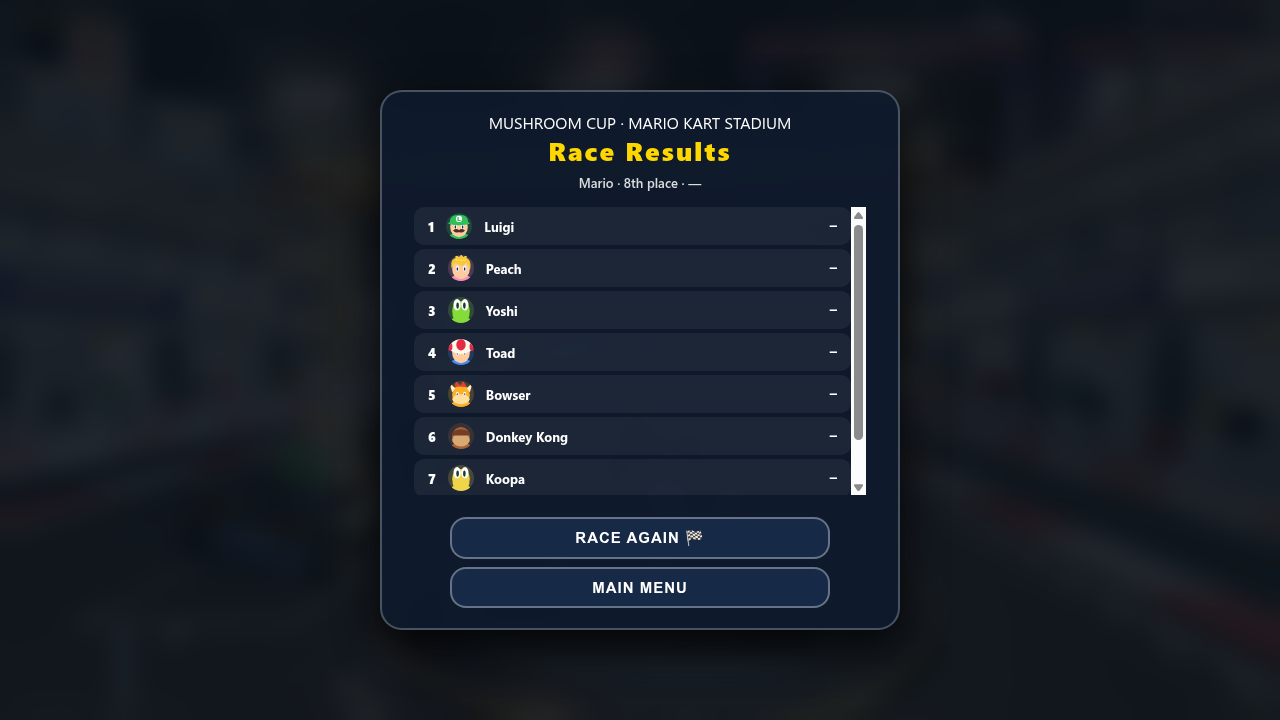 MUSHROOM CUP · MARIO KART STADIUM
Race Results
Mario · 8th place · —
1 L Luigi –
2 Peach –
3 Yoshi –
4 Toad –
5 Bowser –
6 Donkey Kong –
7 Koopa –
RACE AGAIN 🏁
MAIN MENU